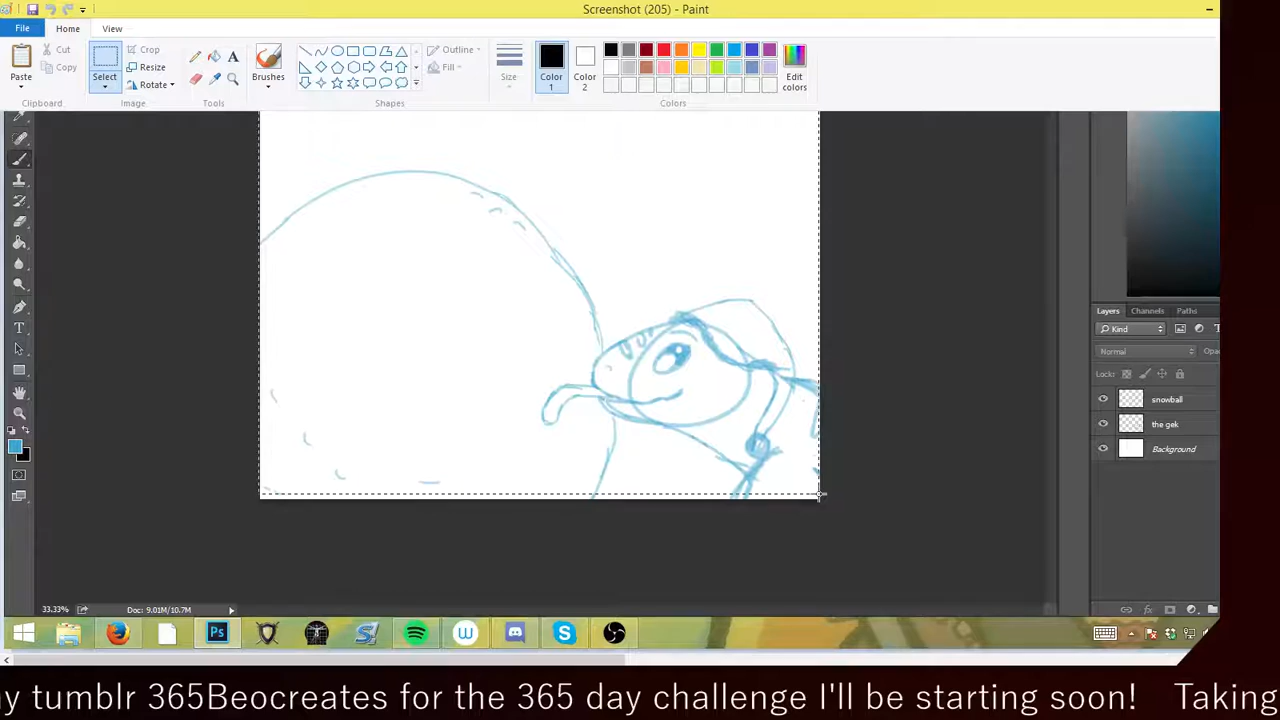 Screenshot (205) - Paint
File Home View
Paste
Cut
Copy
Clipboard
Select
Crop
Resize
Rotate
Image
A
Tools
Brushes
Outline
Fill
Shapes
Size
Color 1
Color 2
Edit colors
Colors
T
Layers Channels Paths
Kind
Normal
Lock:
snowball
the gek
Background
fx
33.33%
Doc: 9.01M/10.7M
Ps
W
S
tumblr 365Beocreates for the 365 day challenge I'll be starting soon! Taking